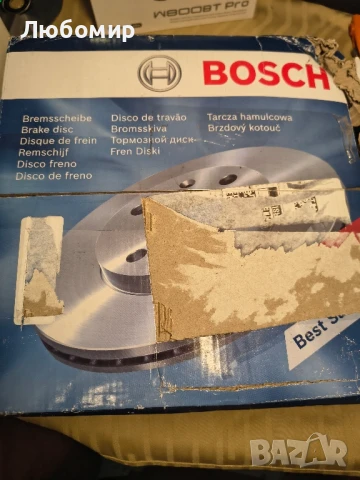 Любомир
W800BT Pro
BOSCH
Bremsscheibe
Brake disc
Disque de frein
Remschijf
Disco freno
Disco de freno
Disco de travão
Bromsskiva
Тормозной диск-
Fren Diski
Tarcza hamulcowa
Brzdový kotouč
Best
BAZAR